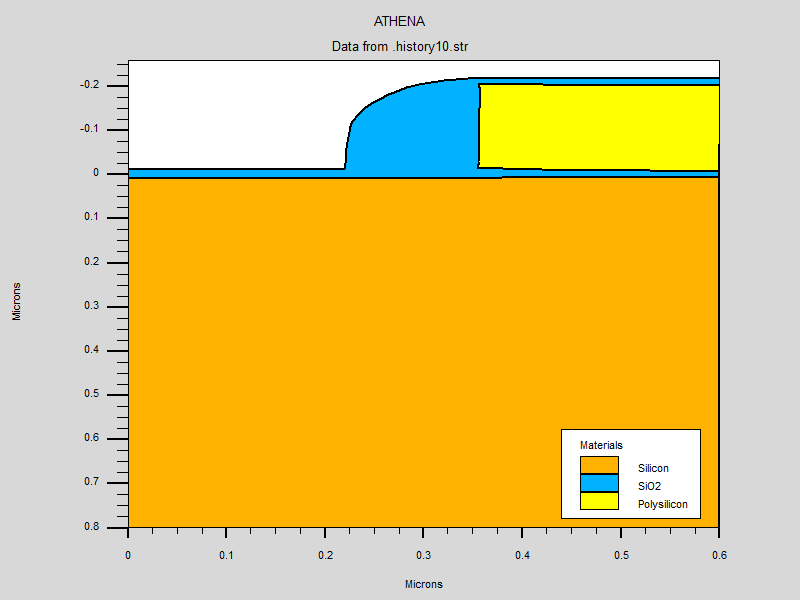 ATHENA
Data from .history10.str
-0.2
-0.1
0
0.1
0.2
0.3
0.4
0.5
0.6
0.7
0.8
Microns
Materials
Silicon
SiO2
Polysilicon
0 0.1 0.2 0.3 0.4 0.5 0.6
Microns